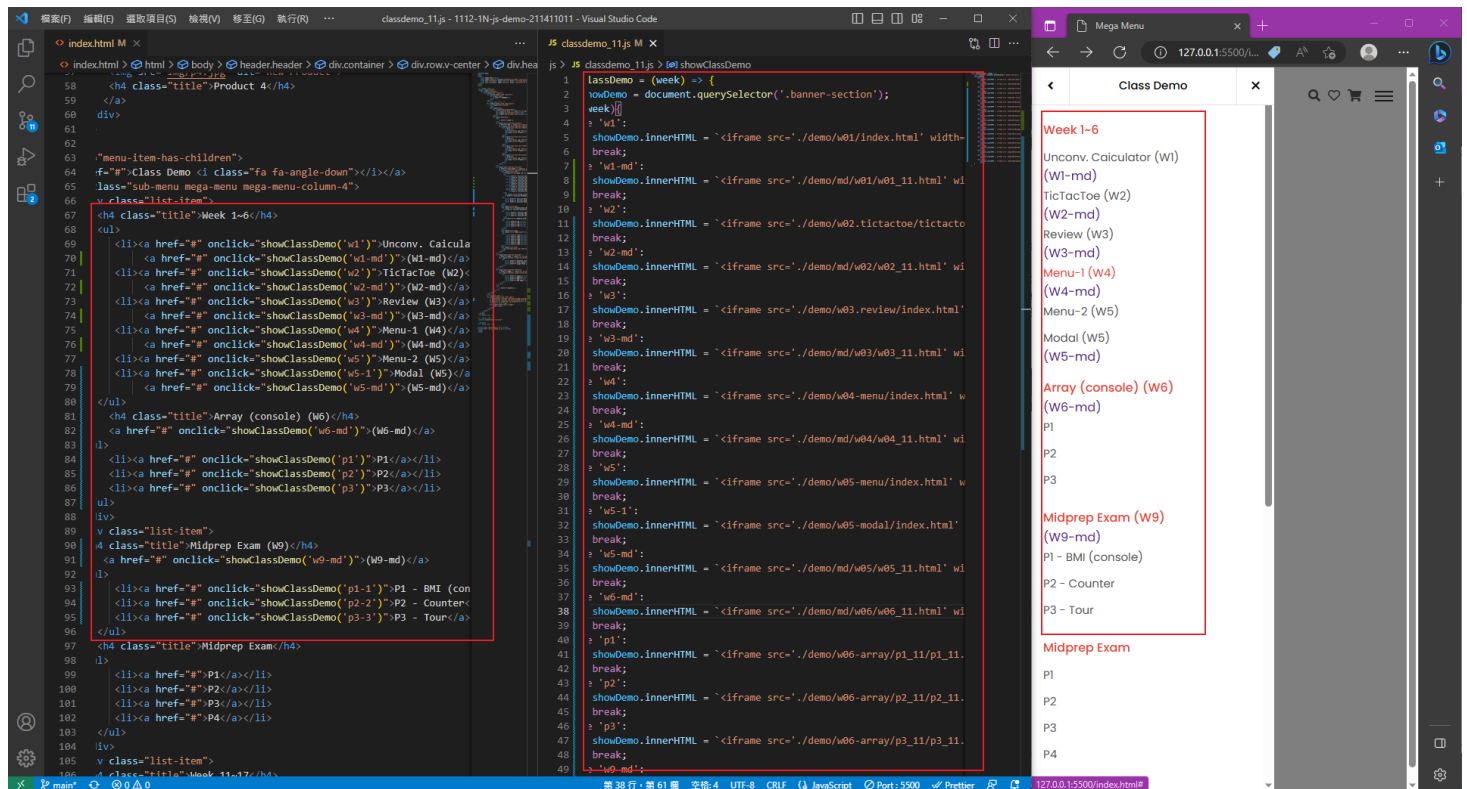 檔案(F) 編輯(E) 選取項目(S) 檢視(V) 移至(G) 執行(R) ··· classdemo_11.js - 1112-1N-js-demo-211411011 - Visual Studio Code
index.html M
index.html > html > body > header.header > div.container > div.row.v-center > div.hea
58 <h4 class="title">Product 4</h4>
59 </a>
60 div>
61
62
63 "menu-item-has-children">
64 ef="#">Class Demo <i class="fa fa-angle-down"></i></a>
65 lass="sub-menu mega-menu mega-menu-column-4">
66 v class="list-item">
67 <h4 class="title">Week 1~6</h4>
68 <ul>
69 <li><a href="#" onclick="showClassDemo('w1')">Unconv. Caicula
70 <a href="#" onclick="showClassDemo('w1-md')">(W1-md)</a>
71 <li><a href="#" onclick="showClassDemo('w2')">TicTacToe (W2)<
72 <a href="#" onclick="showClassDemo('w2-md')">(W2-md)</a>
73 <li><a href="#" onclick="showClassDemo('w3')">Review (W3)</a>
74 <a href="#" onclick="showClassDemo('w3-md')">(W3-md)</a>
75 <li><a href="#" onclick="showClassDemo('w4')">Menu-1 (W4)</a>
76 <a href="#" onclick="showClassDemo('w4-md')">(W4-md)</a>
77 <li><a href="#" onclick="showClassDemo('w5')">Menu-2 (W5)</a>
78 <li><a href="#" onclick="showClassDemo('w5-1')">Modal (W5)</a
79 <a href="#" onclick="showClassDemo('w5-md')">(W5-md)</a>
80 </ul>
81 <h4 class="title">Array (console) (W6)</h4>
82 <a href="#" onclick="showClassDemo('w6-md')">(W6-md)</a>
83 ul>
84 <li><a href="#" onclick="showClassDemo('p1')">P1</a></li>
85 <li><a href="#" onclick="showClassDemo('p2')">P2</a></li>
86 <li><a href="#" onclick="showClassDemo('p3')">P3</a></li>
87 ul>
88 div>
89 v class="list-item">
90 h4 class="title">Midprep Exam (W9)</h4>
91 <a href="#" onclick="showClassDemo('w9-md')">(W9-md)</a>
92 ul>
93 <li><a href="#" onclick="showClassDemo('p1-1')">P1 - BMI (con
94 <li><a href="#" onclick="showClassDemo('p2-2')">P2 - Counter<
95 <li><a href="#" onclick="showClassDemo('p3-3')">P3 - Tour</a>
96 </ul>
97 <h4 class="title">Midprep Exam</h4>
98 ul>
99 <li><a href="#">P1</a></li>
100 <li><a href="#">P2</a></li>
101 <li><a href="#">P3</a></li>
102 <li><a href="#">P4</a></li>
103 </ul>
104 div>
105 v class="list-item">
JS classdemo_11.js M
js > JS classdemo_11.js > showClassDemo
1 lassDemo = (week) => {
2 howDemo = document.querySelector('.banner-section');
3 week){
4 e 'w1':
5 showDemo.innerHTML = `<iframe src='./demo/w01/index.html' width=
6 break;
7 e 'w1-md':
8 showDemo.innerHTML = `<iframe src='./demo/md/w01/w01_11.html' wi
9 break;
10 e 'w2':
11 showDemo.innerHTML = `<iframe src='./demo/w02.tictactoe/tictacto
12 break;
13 e 'w2-md':
14 showDemo.innerHTML = `<iframe src='./demo/md/w02/w02_11.html' wi
15 break;
16 e 'w3':
17 showDemo.innerHTML = `<iframe src='./demo/w03.review/index.html'
18 break;
19 e 'w3-md':
20 showDemo.innerHTML = `<iframe src='./demo/md/w03/w03_11.html' wi
21 break;
22 e 'w4':
23 showDemo.innerHTML = `<iframe src='./demo/w04-menu/index.html' w
24 break;
25 e 'w4-md':
26 showDemo.innerHTML = `<iframe src='./demo/md/w04/w04_11.html' wi
27 break;
28 e 'w5':
29 showDemo.innerHTML = `<iframe src='./demo/w05-menu/index.html' w
30 break;
31 e 'w5-1':
32 showDemo.innerHTML = `<iframe src='./demo/w05-modal/index.html'
33 break;
34 e 'w5-md':
35 showDemo.innerHTML = `<iframe src='./demo/md/w05/w05_11.html' wi
36 break;
37 e 'w6-md':
38 showDemo.innerHTML = `<iframe src='./demo/md/w06/w06_11.html' wi
39 break;
40 e 'p1':
41 showDemo.innerHTML = `<iframe src='./demo/w06-array/p1_11/p1_11.
42 break;
43 e 'p2':
44 showDemo.innerHTML = `<iframe src='./demo/w06-array/p2_11/p2_11.
45 break;
46 e 'p3':
47 showDemo.innerHTML = `<iframe src='./demo/w06-array/p3_11/p3_11.
48 break;
49 e 'w9-md':
main* 0 0 第 38 行，第 61 欄 空格: 4 UTF-8 CRLF JavaScript Port : 5500 Prettier
Mega Menu
127.0.0.1:5500/i...
Class Demo
Week 1~6
Unconv. Caiculator (W1)
(W1-md)
TicTacToe (W2)
(W2-md)
Review (W3)
(W3-md)
Menu-1 (W4)
(W4-md)
Menu-2 (W5)
Modal (W5)
(W5-md)
Array (console) (W6)
(W6-md)
P1
P2
P3
Midprep Exam (W9)
(W9-md)
P1 - BMI (console)
P2 - Counter
P3 - Tour
Midprep Exam
P1
P2
P3
P4
127.0.0.1:5500/index.html#